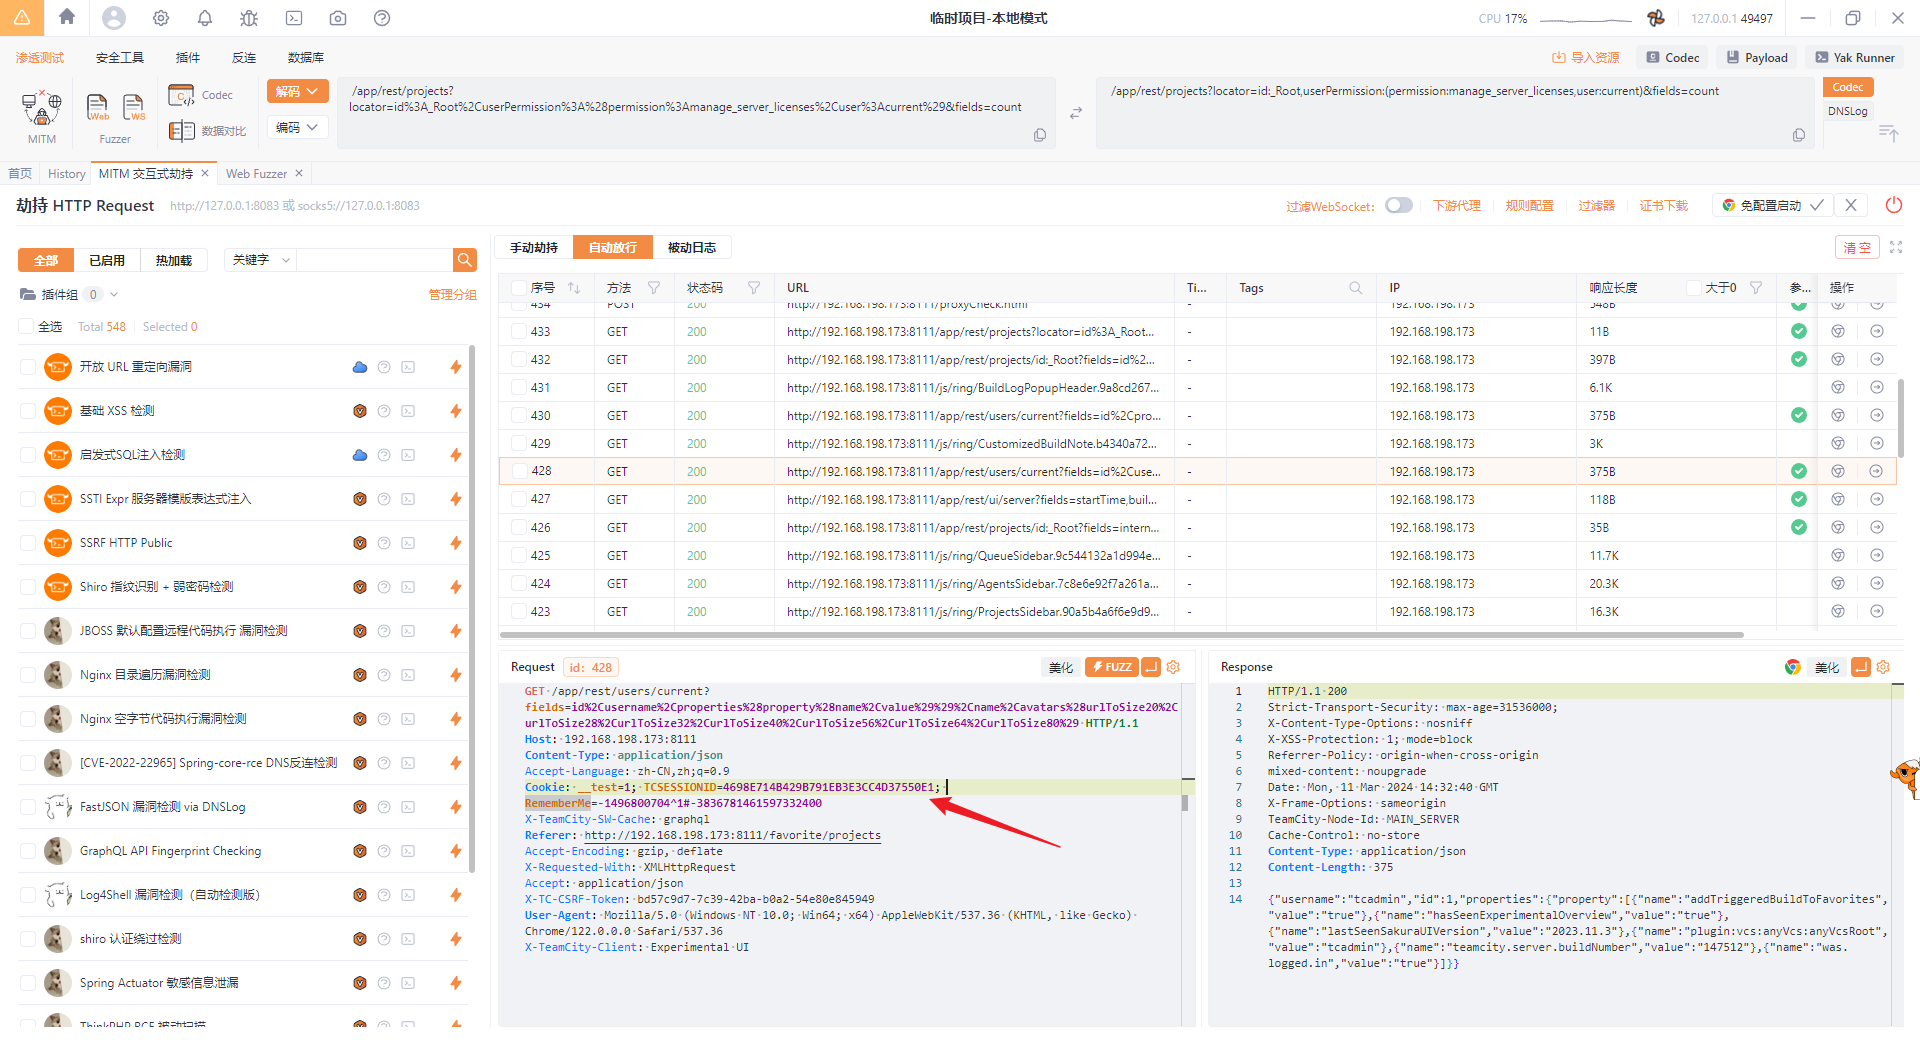 临时项目-本地模式
CPU 17%
127.0.0.1 49497
渗透测试 安全工具 插件 反连 数据库
导入资源 Codec Payload Yak Runner
MITM
Web
WS
Fuzzer
Codec
数据对比
解码
编码
/app/rest/projects?
locator=id%3A_Root%2CuserPermission%3A%28permission%3Amanage_server_licenses%2Cuser%3Acurrent%29&fields=count
/app/rest/projects?locator=id:_Root,userPermission:(permission:manage_server_licenses,user:current)&fields=count
Codec
DNSLog
首页 History MITM 交互式劫持 Web Fuzzer
劫持 HTTP Request http://127.0.0.1:8083 或 socks5://127.0.0.1:8083
过滤WebSocket: 下游代理 规则配置 过滤器 证书下载 免配置启动
全部 已启用 热加载 关键字
插件组 0 管理分组
全选 Total 548 Selected 0
开放 URL 重定向漏洞
基础 XSS 检测
启发式SQL注入检测
SSTI Expr 服务器模版表达式注入
SSRF HTTP Public
Shiro 指纹识别 + 弱密码检测
JBOSS 默认配置远程代码执行 漏洞检测
Nginx 目录遍历漏洞检测
Nginx 空字节代码执行漏洞检测
[CVE-2022-22965] Spring-core-rce DNS反连检测
FastJSON 漏洞检测 via DNSLog
GraphQL API Fingerprint Checking
Log4Shell 漏洞检测（自动检测版）
shiro 认证绕过检测
Spring Actuator 敏感信息泄漏
ThinkPHP RCE 被动扫描
手动劫持 自动放行 被动日志 清 空
序号 方法 状态码 URL Ti... Tags IP 响应长度 大于0 参... 操作
434 POST 200 http://192.168.198.173:8111/proxyCheck.html - 192.168.198.173 548B
433 GET 200 http://192.168.198.173:8111/app/rest/projects?locator=id%3A_Root... - 192.168.198.173 11B
432 GET 200 http://192.168.198.173:8111/app/rest/projects/id:_Root?fields=id%2... - 192.168.198.173 397B
431 GET 200 http://192.168.198.173:8111/js/ring/BuildLogPopupHeader.9a8cd267... - 192.168.198.173 6.1K
430 GET 200 http://192.168.198.173:8111/app/rest/users/current?fields=id%2Cpro... - 192.168.198.173 375B
429 GET 200 http://192.168.198.173:8111/js/ring/CustomizedBuildNote.b4340a72... - 192.168.198.173 3K
428 GET 200 http://192.168.198.173:8111/app/rest/users/current?fields=id%2Cuse... - 192.168.198.173 375B
427 GET 200 http://192.168.198.173:8111/app/rest/ui/server?fields=startTime,buil... - 192.168.198.173 118B
426 GET 200 http://192.168.198.173:8111/app/rest/projects/id:_Root?fields=intern... - 192.168.198.173 35B
425 GET 200 http://192.168.198.173:8111/js/ring/QueueSidebar.9c544132a1d994e... - 192.168.198.173 11.7K
424 GET 200 http://192.168.198.173:8111/js/ring/AgentsSidebar.7c8e6e92f7a261a... - 192.168.198.173 20.3K
423 GET 200 http://192.168.198.173:8111/js/ring/ProjectsSidebar.90a5b4a6f6e9d9... - 192.168.198.173 16.3K
Request id: 428 美化 FUZZ
GET /app/rest/users/current?
fields=id%2Cusername%2Cproperties%28property%28name%2Cvalue%29%29%2Cname%2Cavatars%28urlToSize20%2C
urlToSize28%2CurlToSize32%2CurlToSize40%2CurlToSize56%2CurlToSize64%2CurlToSize80%29 HTTP/1.1
Host: 192.168.198.173:8111
Content-Type: application/json
Accept-Language: zh-CN,zh;q=0.9
Cookie: __test=1; TCSESSIONID=4698E714B429B791EB3E3CC4D37550E1;
RememberMe=-1496800704^1#-3836781461597332400
X-TeamCity-SW-Cache: graphql
Referer: http://192.168.198.173:8111/favorite/projects
Accept-Encoding: gzip, deflate
X-Requested-With: XMLHttpRequest
Accept: application/json
X-TC-CSRF-Token: bd57c9d7-7c39-42ba-b0a2-54e80e845949
User-Agent: Mozilla/5.0 (Windows NT 10.0; Win64; x64) AppleWebKit/537.36 (KHTML, like Gecko)
Chrome/122.0.0.0 Safari/537.36
X-TeamCity-Client: Experimental UI
Response 美化
1 HTTP/1.1 200
2 Strict-Transport-Security: max-age=31536000;
3 X-Content-Type-Options: nosniff
4 X-XSS-Protection: 1; mode=block
5 Referrer-Policy: origin-when-cross-origin
6 mixed-content: noupgrade
7 Date: Mon, 11 Mar 2024 14:32:40 GMT
8 X-Frame-Options: sameorigin
9 TeamCity-Node-Id: MAIN_SERVER
10 Cache-Control: no-store
11 Content-Type: application/json
12 Content-Length: 375
13
14 {"username":"tcadmin","id":1,"properties":{"property":[{"name":"addTriggeredBuildToFavorites",
"value":"true"},{"name":"hasSeenExperimentalOverview","value":"true"},
{"name":"lastSeenSakuraUIVersion","value":"2023.11.3"},{"name":"plugin:vcs:anyVcs:anyVcsRoot",
"value":"tcadmin"},{"name":"teamcity.server.buildNumber","value":"147512"},{"name":"was.
logged.in","value":"true"}]}}